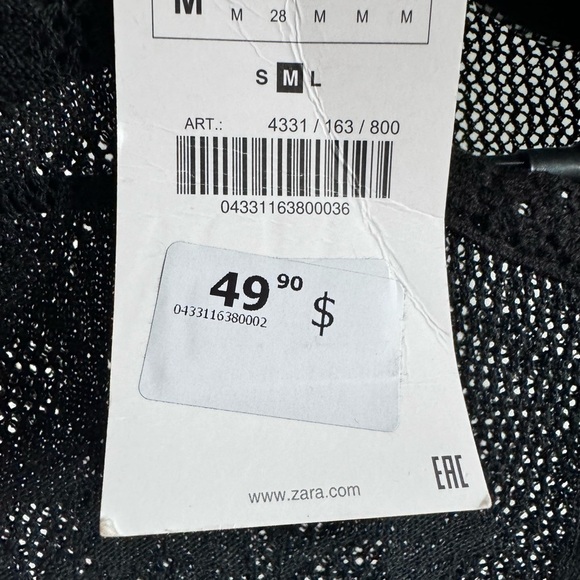 M M 28 M M M
S M L
ART.: 4331 / 163 / 800
04331163800036
49 90 $
0433116380002
EAC
www.zara.com